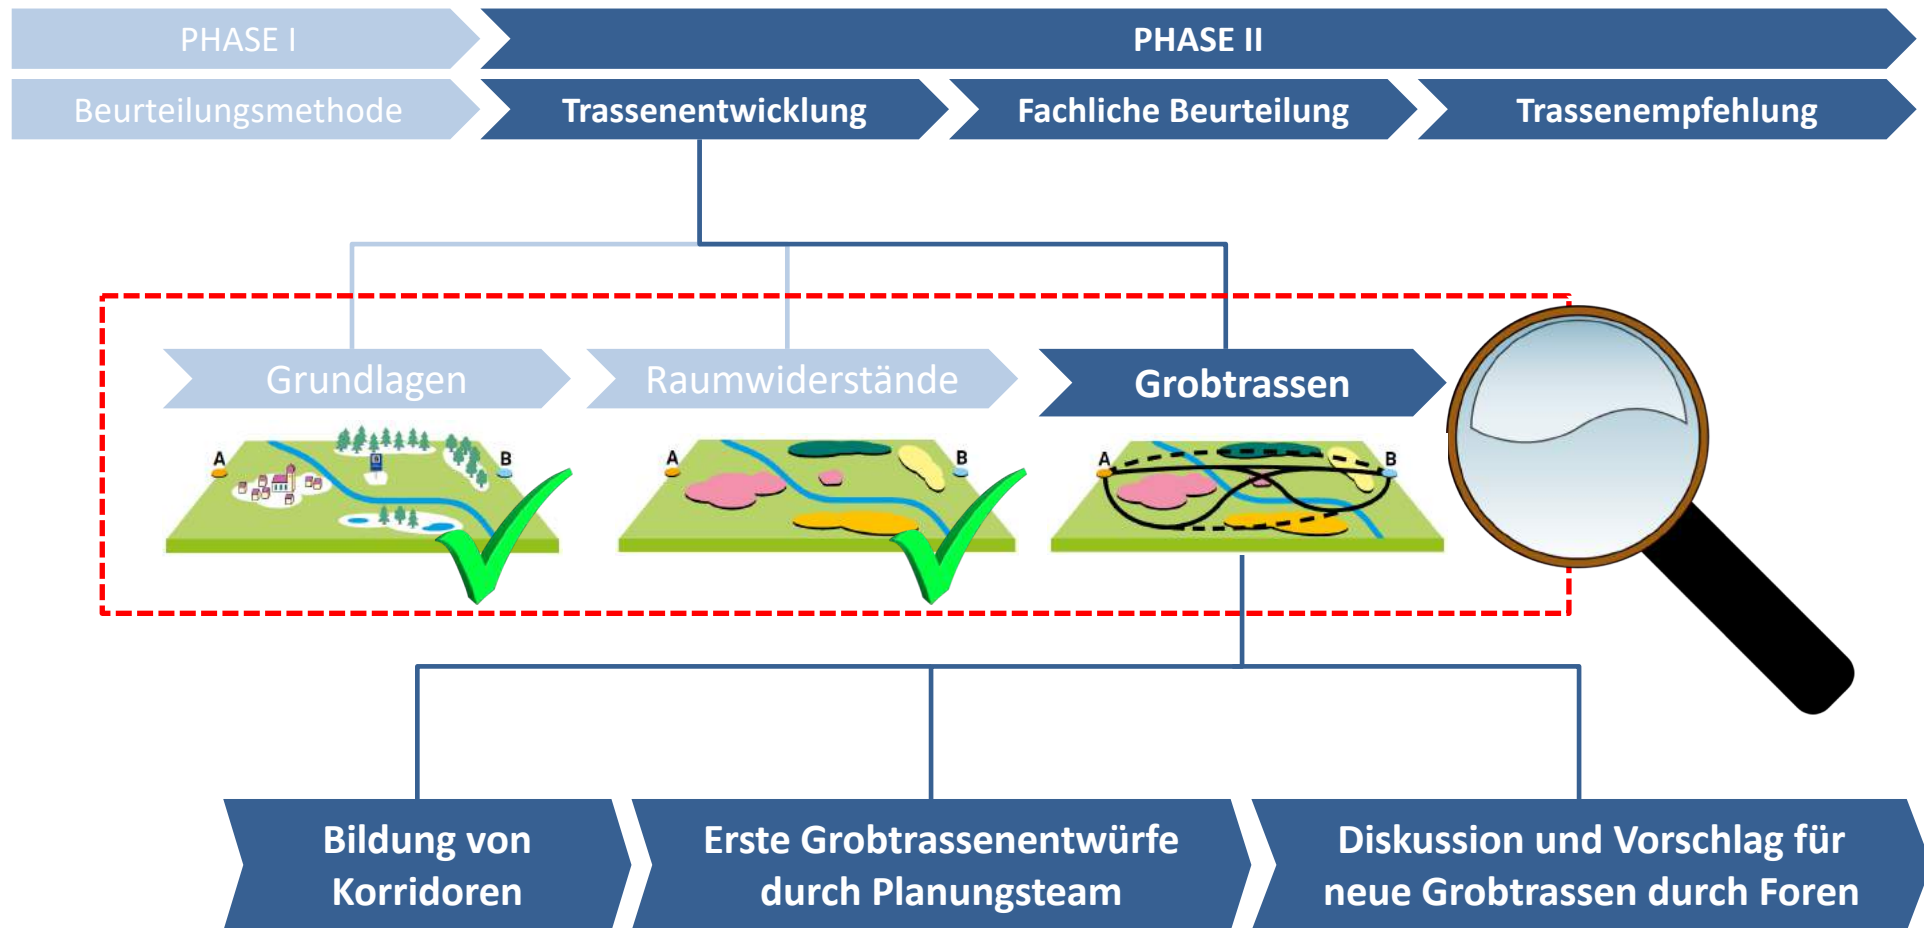 PHASE I
PHASE II
Beurteilungsmethode
Trassenentwicklung
Fachliche Beurteilung
Trassenempfehlung
Grundlagen
Raumwiderstände
Grobtrassen
A
B
A
B
A
B
Bildung von
Korridoren
Erste Grobtrassenentwürfe
durch Planungsteam
Diskussion und Vorschlag für
neue Grobtrassen durch Foren